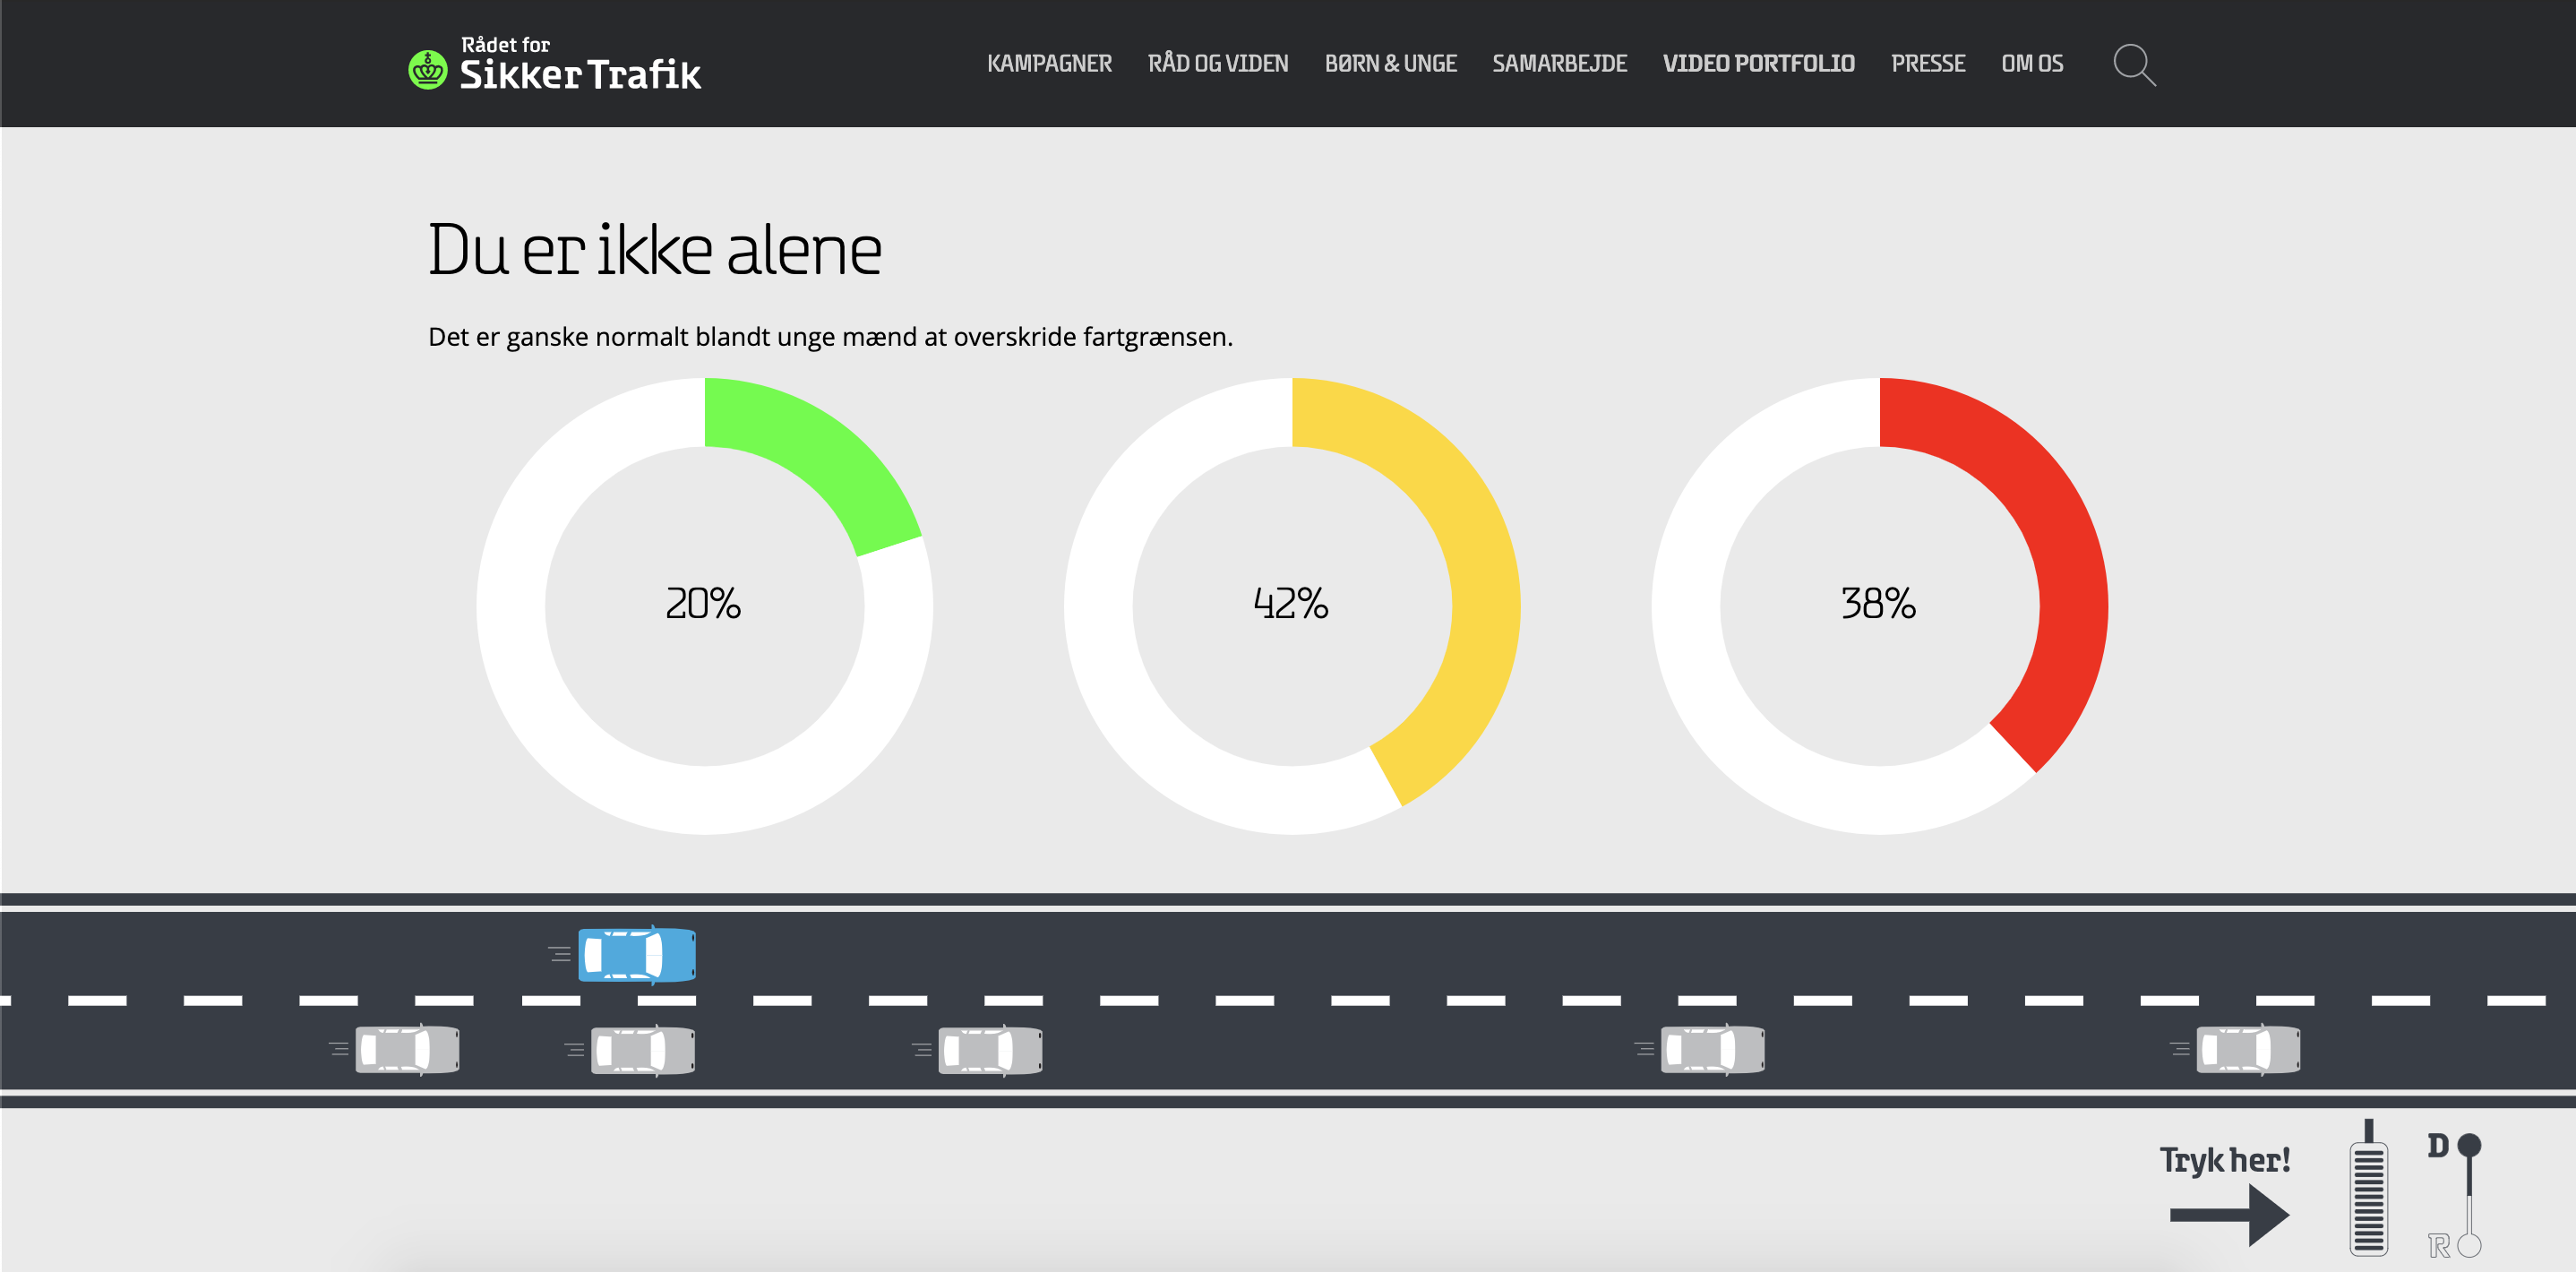 Rådet for
Sikker Trafik
KAMPAGNER RÅD OG VIDEN BØRN & UNGE SAMARBEJDE VIDEO PORTFOLIO PRESSE OM OS
Du er ikke alene
Det er ganske normalt blandt unge mænd at overskride fartgrænsen.
20% 42% 38%
Tryk her!
D
R